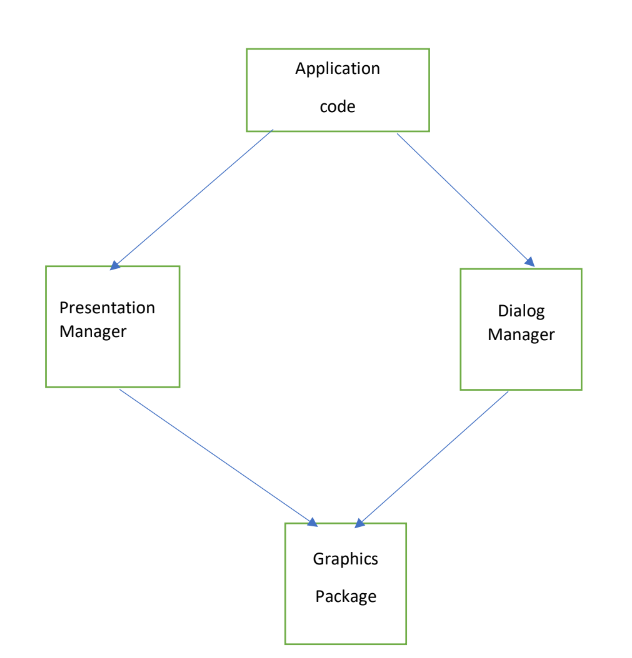 Application
code
Presentation
Manager
Dialog
Manager
Graphics
Package